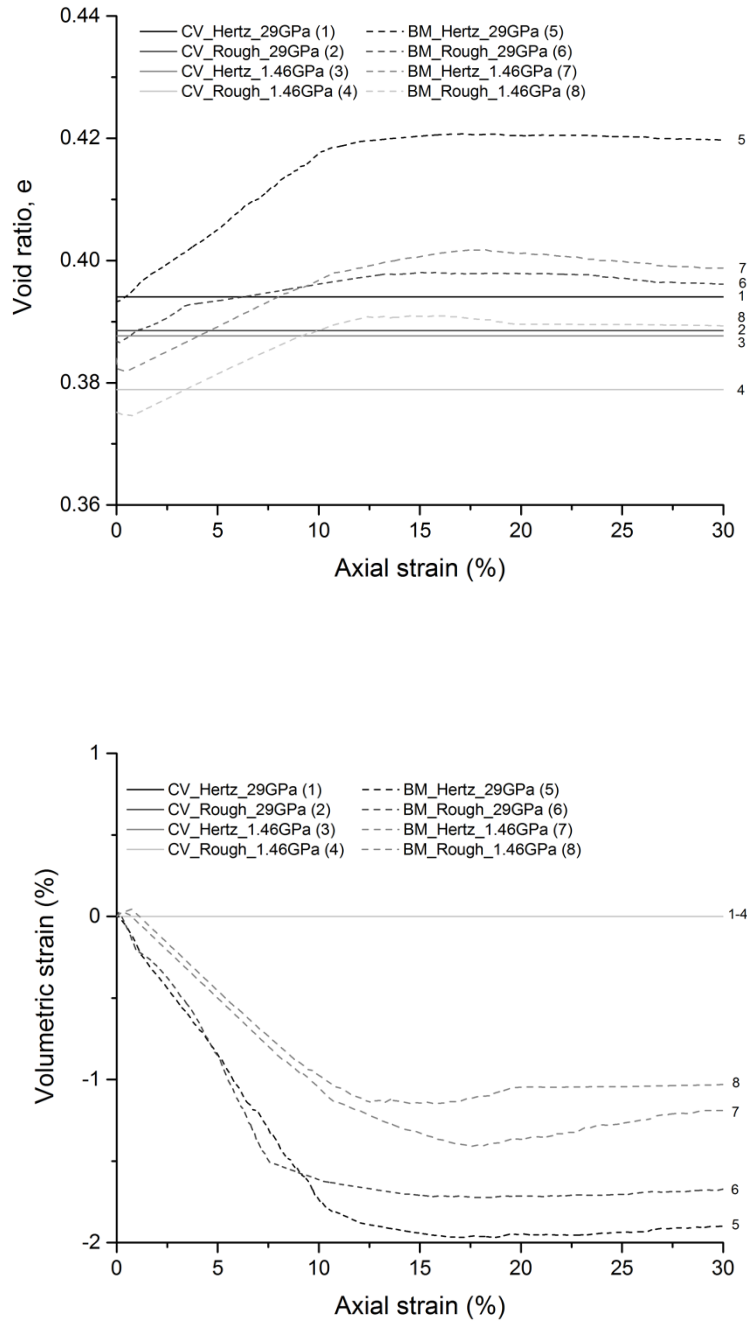 0.44
CV_Hertz_29GPa (1) BM_Hertz_29GPa (5)
CV_Rough_29GPa (2) BM_Rough_29GPa (6)
CV_Hertz_1.46GPa (3) BM_Hertz_1.46GPa (7)
CV_Rough_1.46GPa (4) BM_Rough_1.46GPa (8)
0.42
5
Void ratio, e
0.40
7
6
1
8
2
3
0.38
4
0.36
0 5 10 15 20 25 30
Axial strain (%)
1
CV_Hertz_29GPa (1) BM_Hertz_29GPa (5)
CV_Rough_29GPa (2) BM_Rough_29GPa (6)
CV_Hertz_1.46GPa (3) BM_Hertz_1.46GPa (7)
CV_Rough_1.46GPa (4) BM_Rough_1.46GPa (8)
0
1-4
Volumetric strain (%)
-1
8
7
6
5
-2
0 5 10 15 20 25 30
Axial strain (%)